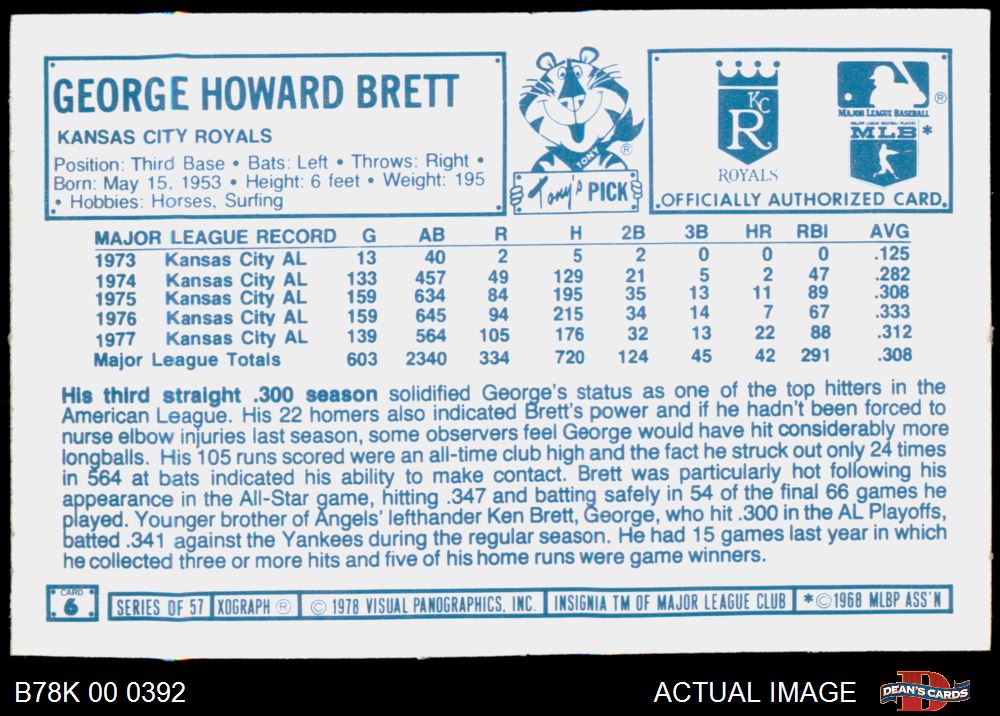 GEORGE HOWARD BRETT
KANSAS CITY ROYALS
Position: Third Base • Bats: Left • Throws: Right •
Born: May 15, 1953 • Height: 6 feet • Weight: 195
• Hobbies: Horses, Surfing
TONY ®
Tony's PICK
KC
R
ROYALS
®
MAJOR LEAGUE BASEBALL
MAJOR LEAGUE BASEBALL PLAYERS
MLB *
OFFICIALLY AUTHORIZED CARD
MAJOR LEAGUE RECORD G AB R H 2B 3B HR RBI AVG
1973 Kansas City AL 13 40 2 5 2 0 0 0 .125
1974 Kansas City AL 133 457 49 129 21 5 2 47 .282
1975 Kansas City AL 159 634 84 195 35 13 11 89 .308
1976 Kansas City AL 159 645 94 215 34 14 7 67 .333
1977 Kansas City AL 139 564 105 176 32 13 22 88 .312
Major League Totals 603 2340 334 720 124 45 42 291 .308
His third straight .300 season solidified George's status as one of the top hitters in the
American League. His 22 homers also indicated Brett's power and if he hadn't been forced to
nurse elbow injuries last season, some observers feel George would have hit considerably more
longballs. His 105 runs scored were an all-time club high and the fact he struck out only 24 times
in 564 at bats indicated his ability to make contact. Brett was particularly hot following his
appearance in the All-Star game, hitting .347 and batting safely in 54 of the final 66 games he
played. Younger brother of Angels' lefthander Ken Brett, George, who hit .300 in the AL Playoffs,
batted .341 against the Yankees during the regular season. He had 15 games last year in which
he collected three or more hits and five of his home runs were game winners.
CARD
6
SERIES OF 57 XOGRAPH ® © 1978 VISUAL PANOGRAPHICS, INC. INSIGNIA TM OF MAJOR LEAGUE CLUB *©1968 MLBP ASS'N
B78K 00 0392
ACTUAL IMAGE
D
DEAN'S CARDS